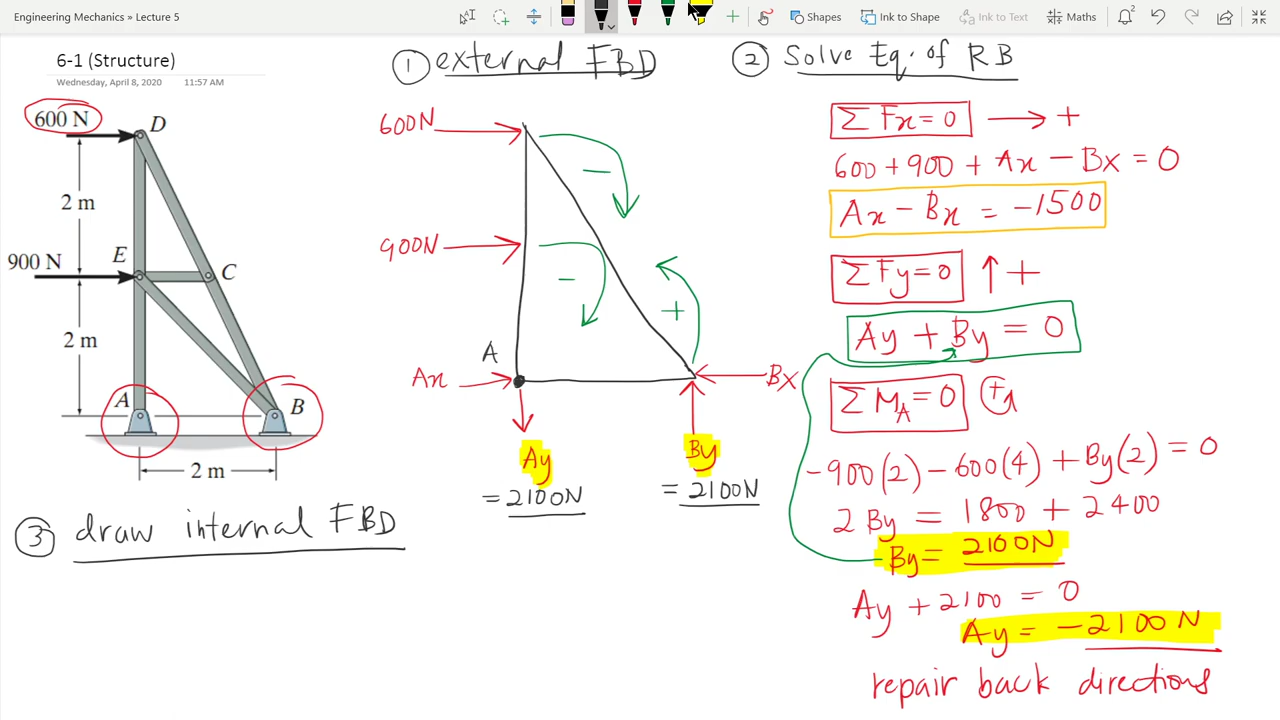 Engineering Mechanics » Lecture 5
Shapes
Ink to Shape
Ink to Text
Maths
6-1 (Structure)
Wednesday, April 8, 2020 11:57 AM
600 N
D
2 m
E
C
900 N
2 m
A
B
2 m
① external FBD
600N
900N
−
−
+
A
Ax
Bx
Ay
= 2100N
By
= 2100N
② Solve Eq. of RB
ΣFx=0 → +
600 + 900 + Ax − Bx = 0
Ax − Bx = −1500
ΣFy=0 ↑ +
Ay + By = 0
ΣM_A=0 +
-900(2) − 600(4) + By(2) = 0
2 By = 1800 + 2400
By = 2100N
Ay + 2100 = 0
Ay = − 2100 N
repair back directions
③ draw internal FBD